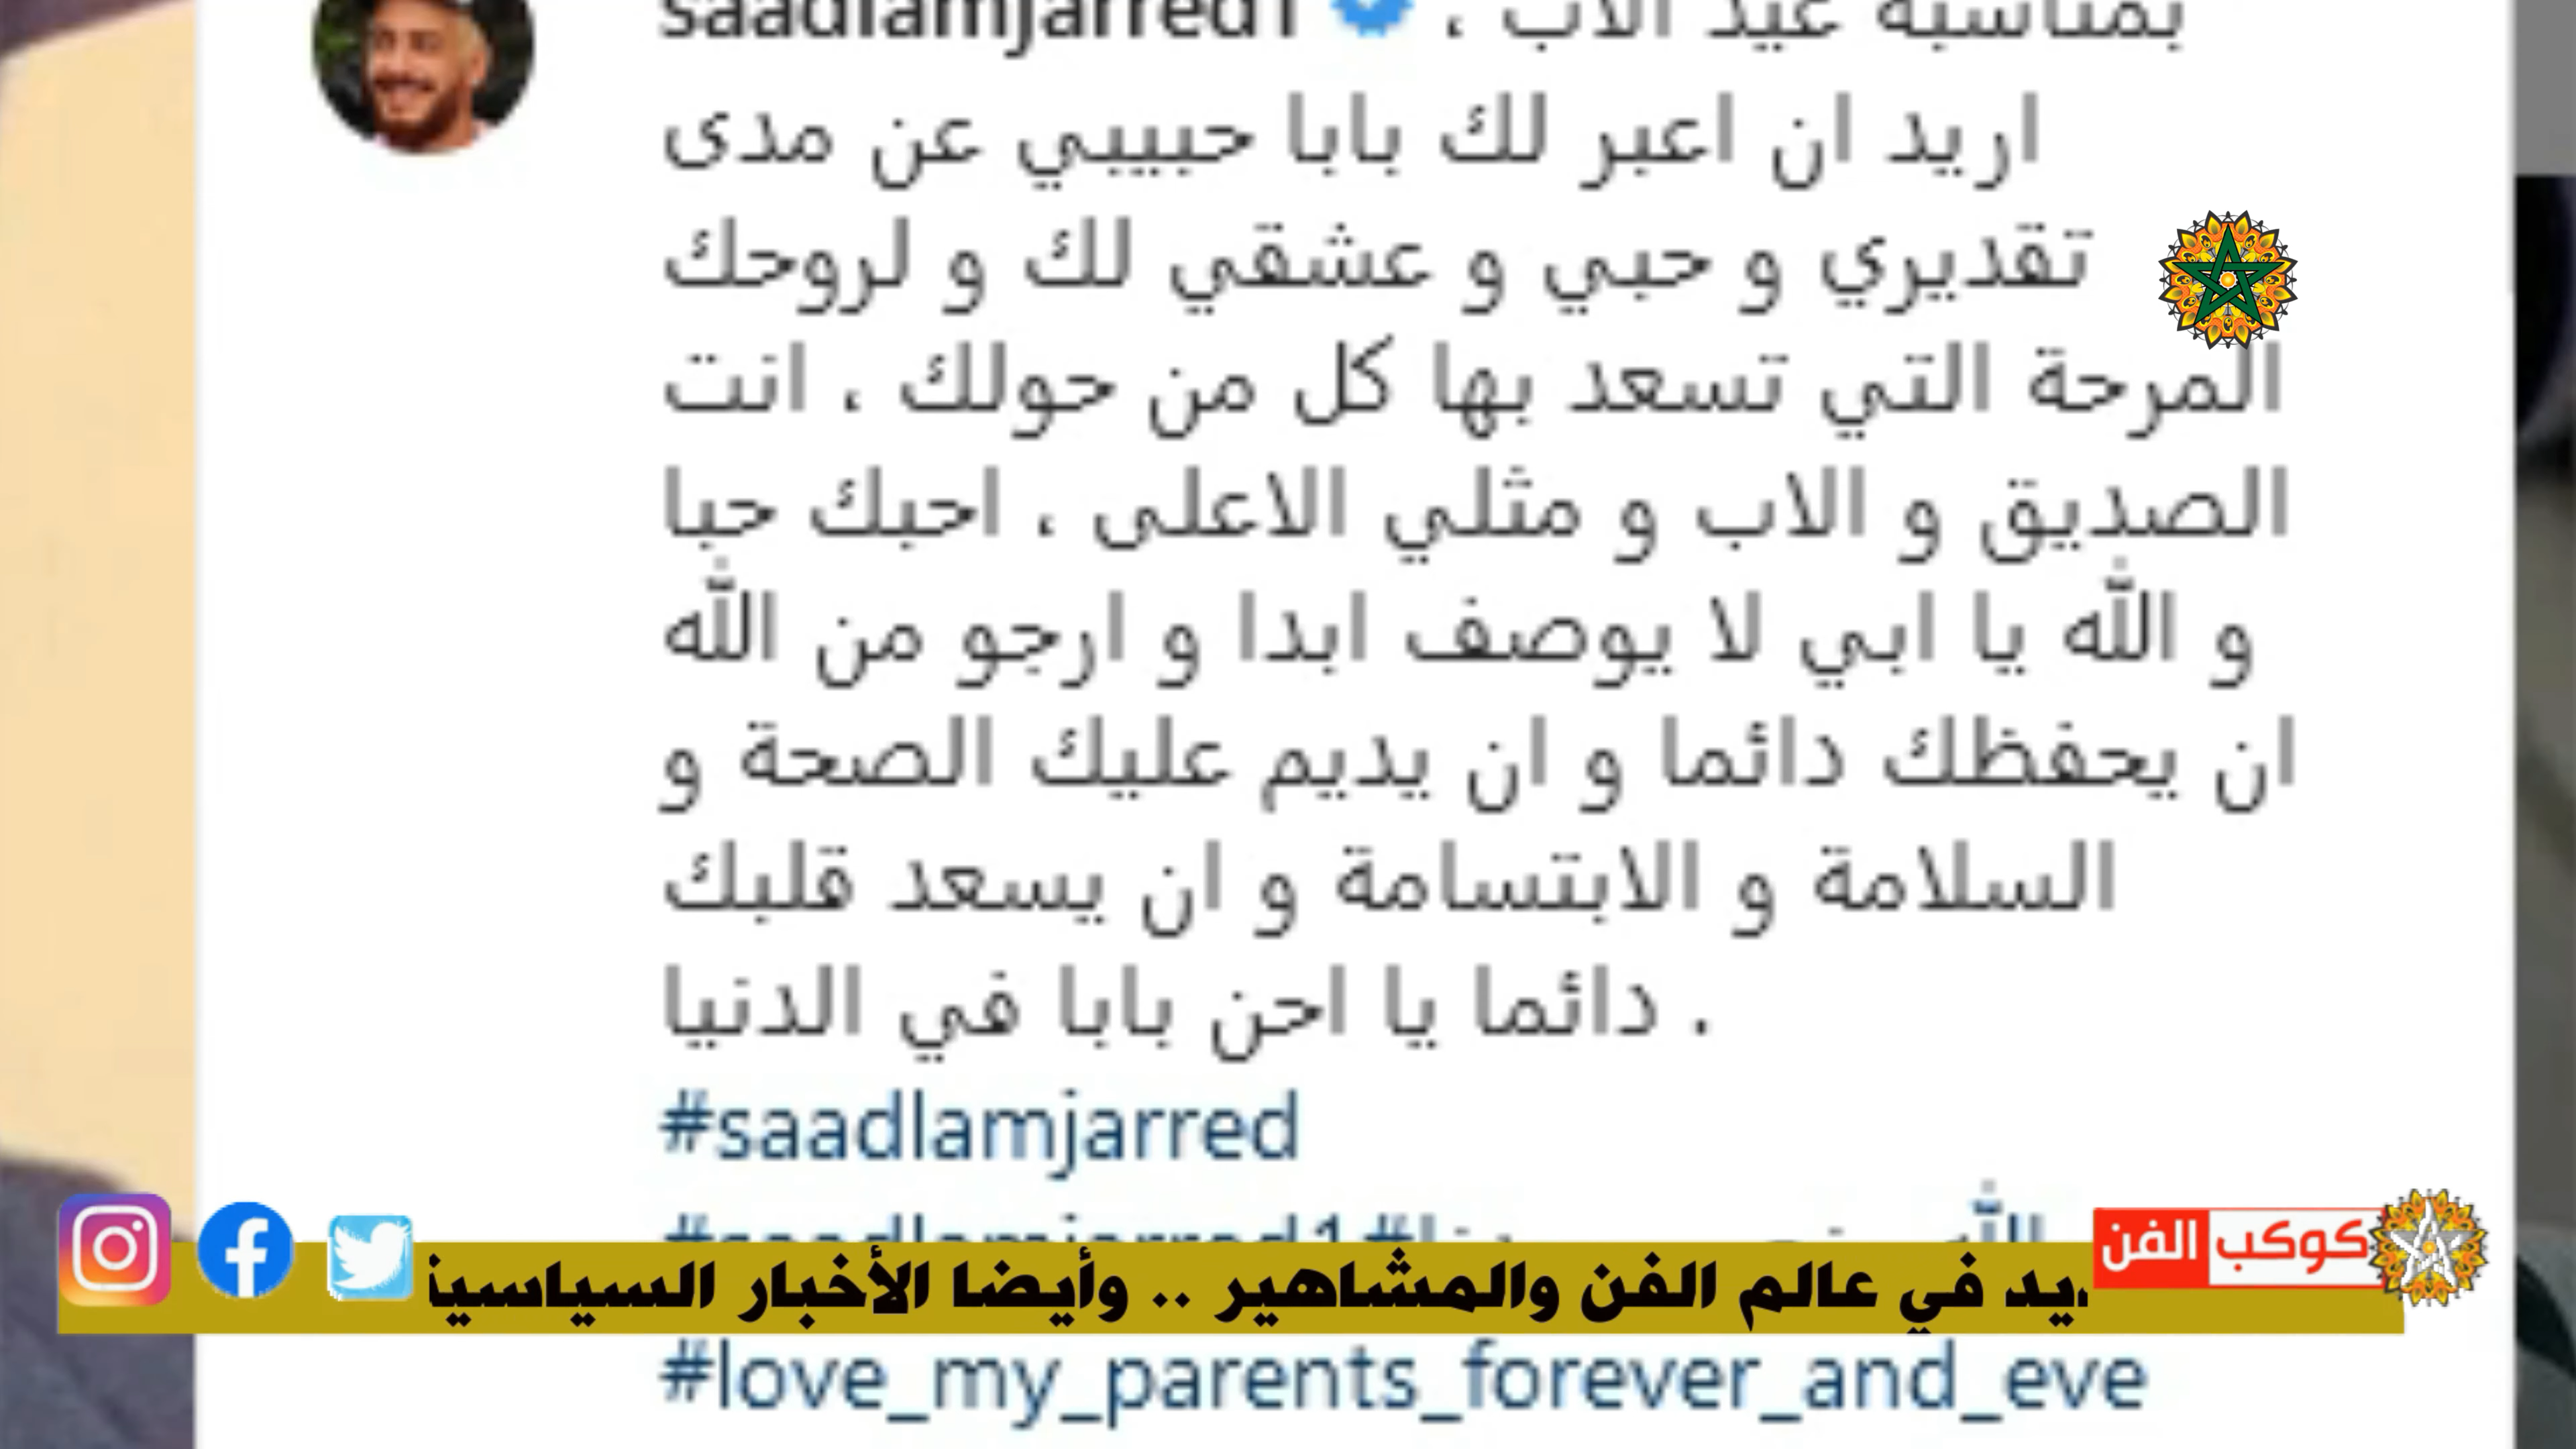 saadlamjarred1 بمناسبة عيد الاب ،
اريد ان اعبر لك بابا حبيبي عن مدى
تقديري و حبي و عشقي لك و لروحك
المرحة التي تسعد بها كل من حولك ، انت
الصديق و الاب و مثلي الاعلى ، احبك حبا
و الله يا ابي لا يوصف ابدا و ارجو من الله
ان يحفظك دائما و ان يديم عليك الصحة و
السلامة و الابتسامة و ان يسعد قلبك
دائما يا احن بابا في الدنيا .
#saadlamjarred
#saadlamjarred1
كوكب الفن
يد في عالم الفن والمشاهير .. وأيضا الأخبار السياسية
#love_my_parents_forever_and_eve